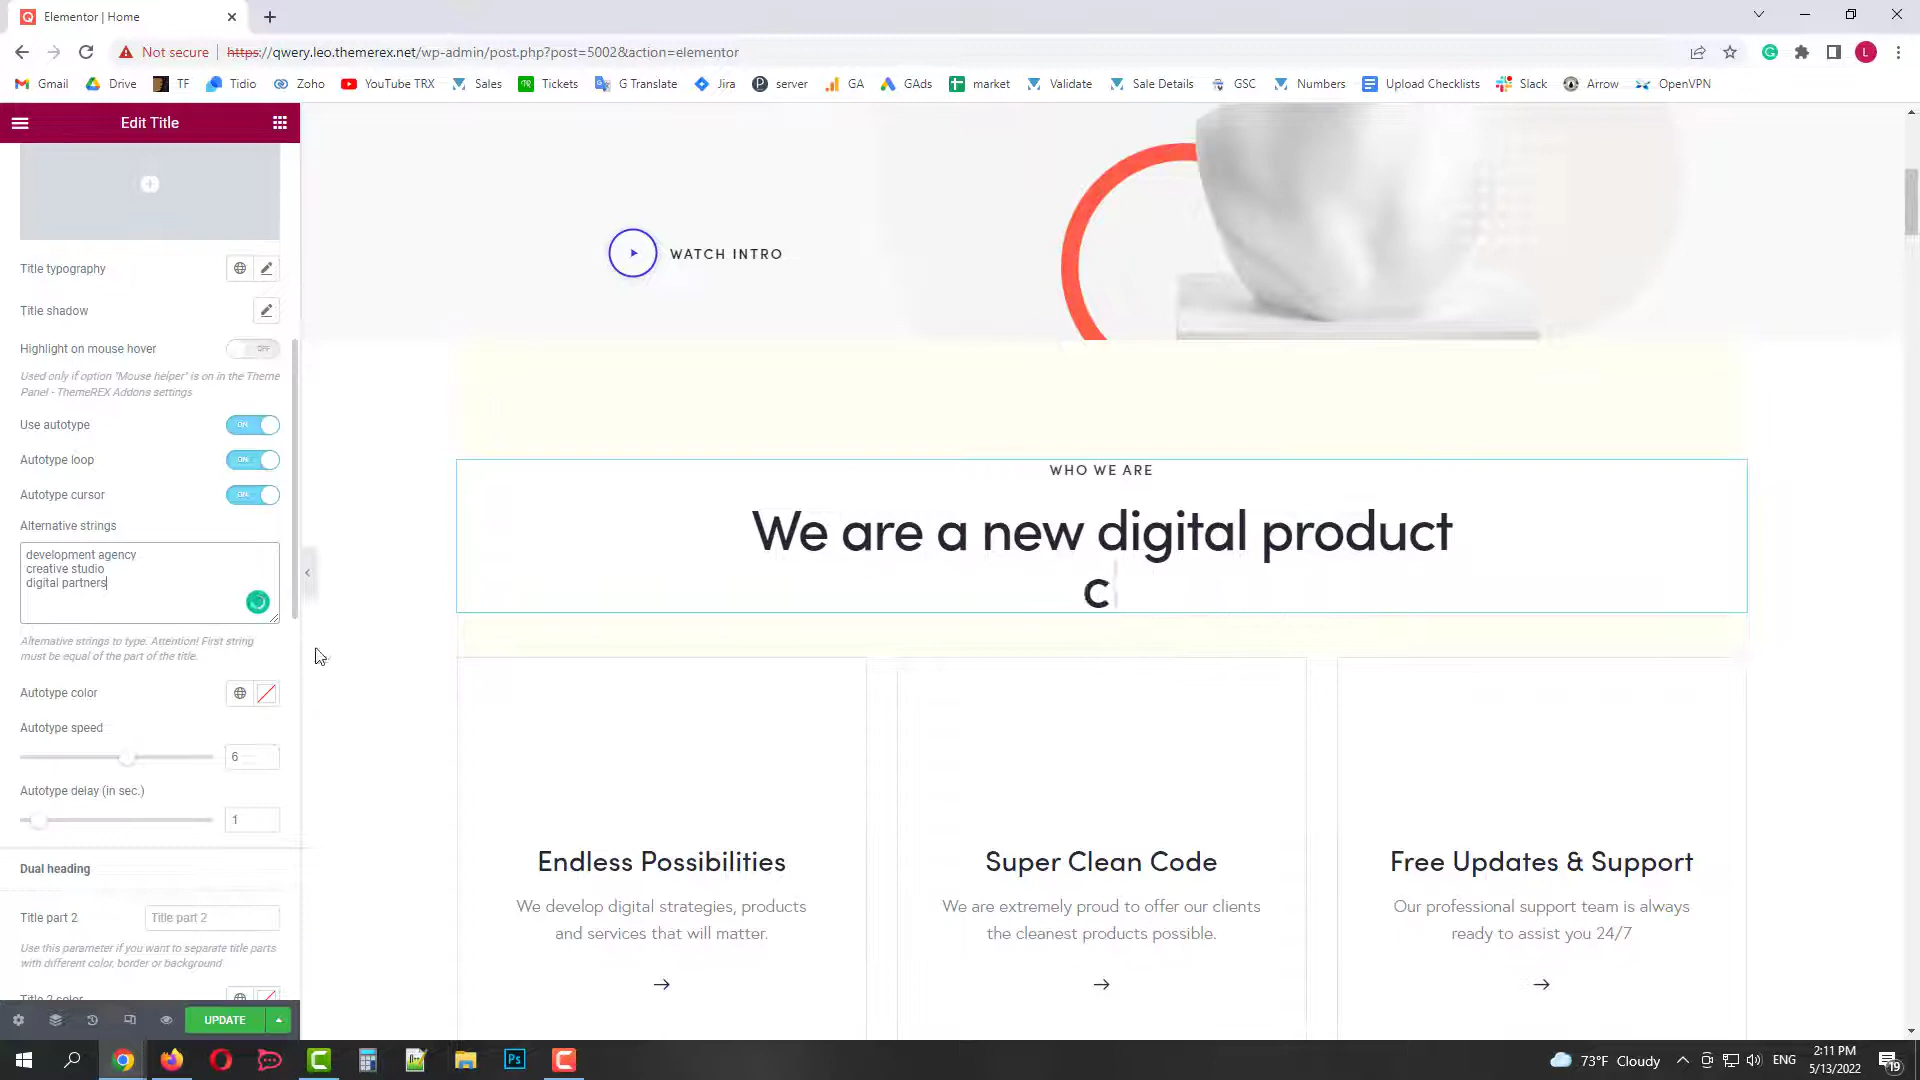 Elementor | Home
Not secure
https://qwery.leo.themerex.net/wp-admin/post.php?post=5002&action=elementor
L
Gmail
Drive
TF
Tidio
Zoho
YouTube TRX
Sales
Tickets
G Translate
Jira
server
GA
GAds
market
Validate
Sale Details
GSC
Numbers
Upload Checklists
Slack
Arrow
OpenVPN
Edit Title
Title typography
Title shadow
Highlight on mouse hover
OFF
Used only if option "Mouse helper" is on in the Theme
Panel - ThemeREX Addons settings
Use autotype
ON
Autotype loop
ON
Autotype cursor
ON
Alternative strings
development agency
creative studio
digital partners
Alternative strings to type. Attention! First string
must be equal of the part of the title.
Autotype color
Autotype speed
6
Autotype delay (in sec.)
1
Dual heading
Title part 2
Title part 2
Use this parameter if you want to separate title parts
with different color, border or background
Title 2 color
UPDATE
WATCH INTRO
WHO WE ARE
We are a new digital product
c
Endless Possibilities
We develop digital strategies, products
and services that will matter.
Super Clean Code
We are extremely proud to offer our clients
the cleanest products possible.
Free Updates & Support
Our professional support team is always
ready to assist you 24/7
Ps
73°F Cloudy
ENG
2:11 PM
5/13/2022
19